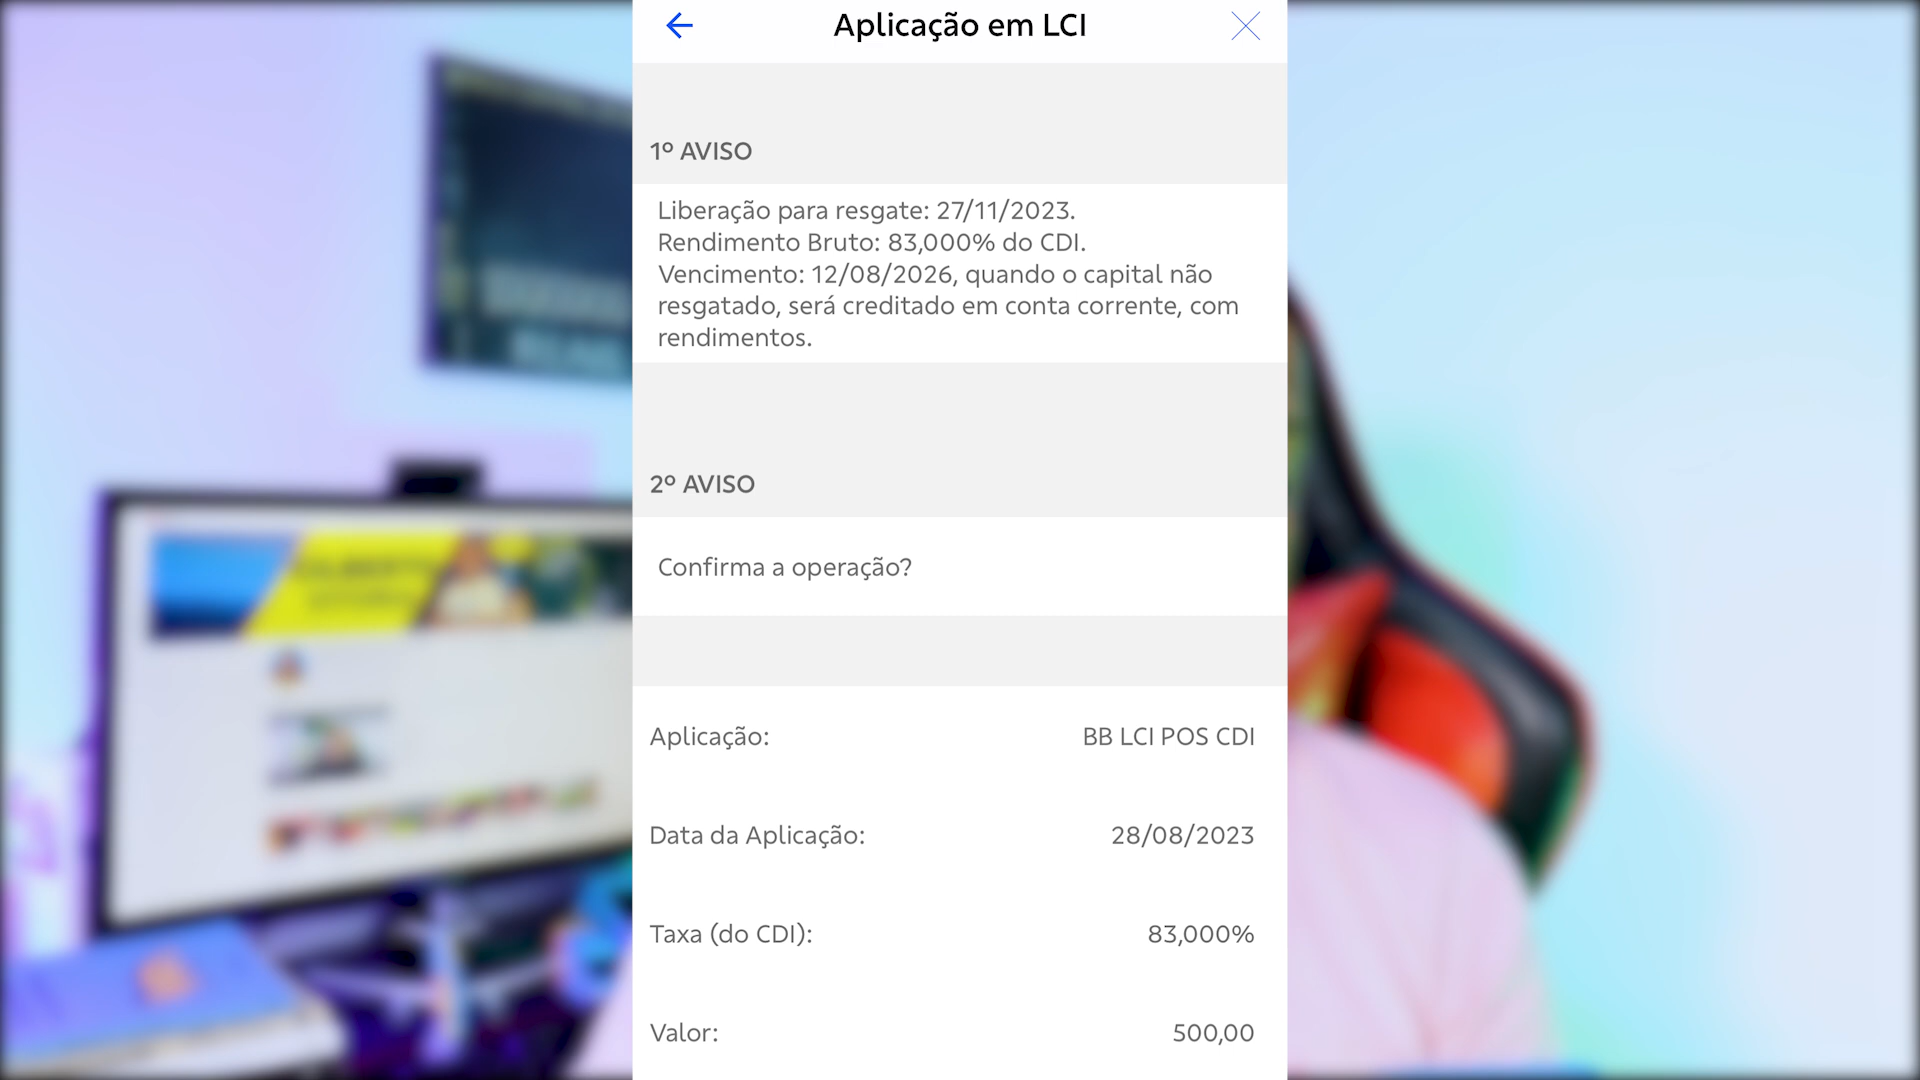 Aplicação em LCI
1º AVISO
Liberação para resgate: 27/11/2023.
Rendimento Bruto: 83,000% do CDI.
Vencimento: 12/08/2026, quando o capital não
resgatado, será creditado em conta corrente, com
rendimentos.
2º AVISO
Confirma a operação?
Aplicação: BB LCI POS CDI
Data da Aplicação: 28/08/2023
Taxa (do CDI): 83,000%
Valor: 500,00